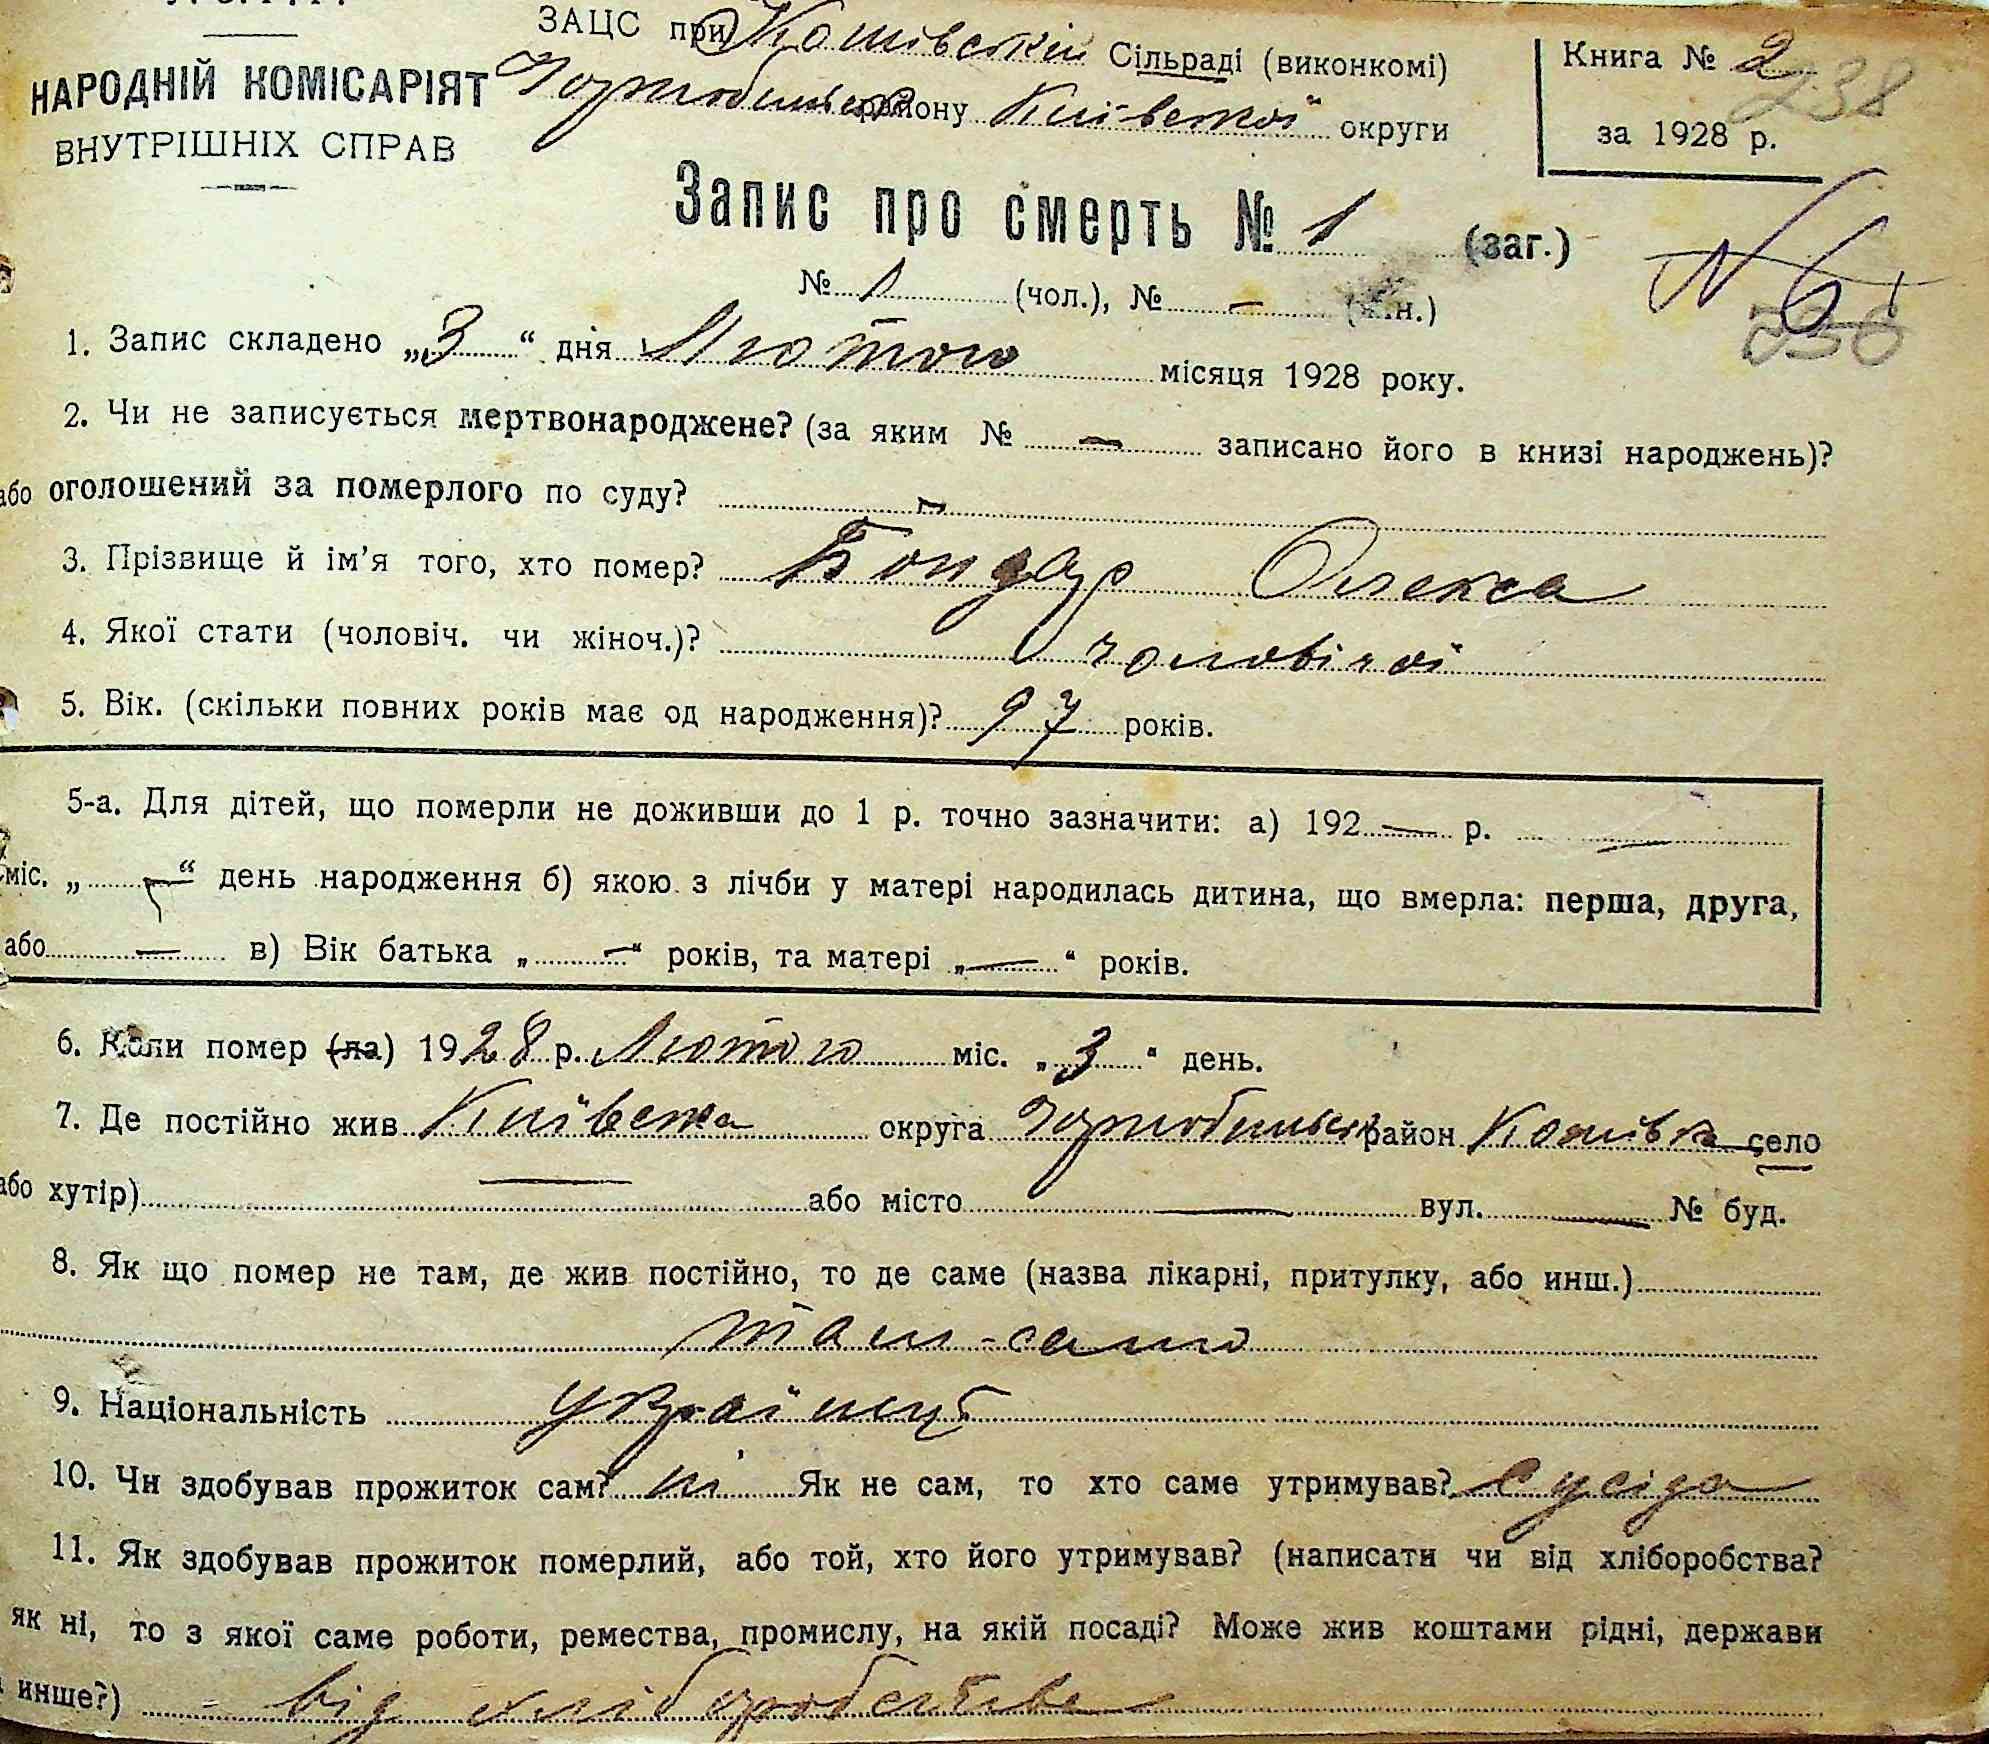 ЗАЦС при Кошівській Сільраді (виконкомі)
Чорнобильск району Київської округи
Книга № 2
238
за 1928 р.
НАРОДНІЙ КОМІСАРІЯТ
ВНУТРІШНІХ СПРАВ
Запис про смерть № 1 (заг.)
№ 1 (чол.), № – (жін.)
N 6
238
1. Запис складено „3“ дня Лютого місяця 1928 року.
2. Чи не записується мертвонароджене? (за яким № — записано його в книзі народжень)?
або оголошений за померлого по суду? –
3. Прізвище й ім’я того, хто помер? Бондар Олекса
4. Якої стати (чоловіч. чи жіноч.)? чоловічої
5. Вік. (скільки повних років має од народження)? 97 років.
5-а. Для дітей, що померли не доживши до 1 р. точно зазначити: а) 192 — р. —
міс. „—“ день народження б) якою з лічби у матері народилась дитина, що вмерла: перша, друга,
або — в) Вік батька „—“ років, та матері „—“ років.
6. Коли помер (ла) 1928 р. Лютого міс. „3“ день.
7. Де постійно жив Київська округа Чорнобильск район Кошівка село
або хутір) — або місто — вул. — № буд.
8. Як що помер не там, де жив постійно, то де саме (назва лікарні, притулку, або инш.)
там-само
9. Національність українець
10. Чи здобував прожиток сам? ні Як не сам, то хто саме утримував? сусіда
11. Як здобував прожиток померлий, або той, хто його утримував? (написати чи від хліборобства?
як ні, то з якої саме роботи, ремества, промислу, на якій посаді? Може жив коштами рідні, держави
инше?) від хліборобства